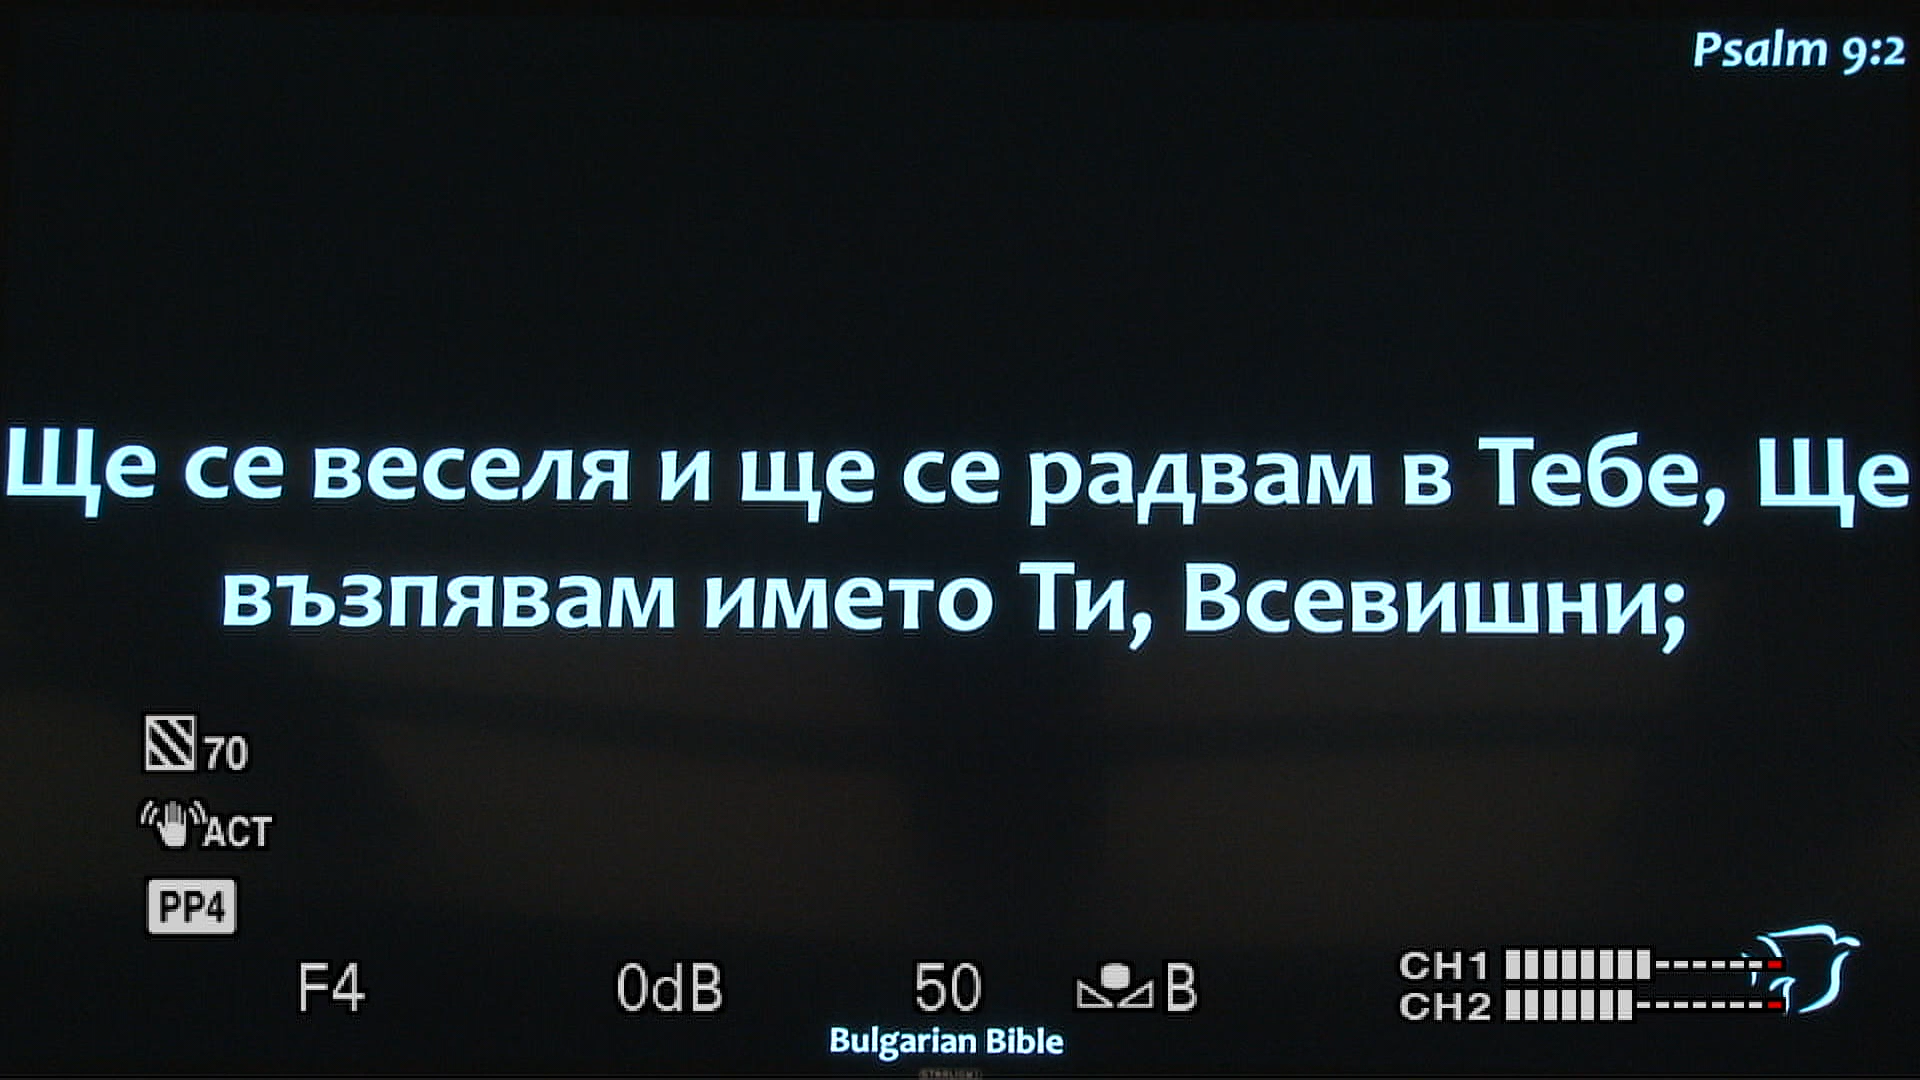 Psalm 9:2
Ще се веселя и ще се радвам в Тебе, Ще
възпявам името Ти, Всевишни;
70
ACT
PP4
F4 0dB 50 B
CH1
CH2
Bulgarian Bible
STARLIGHT